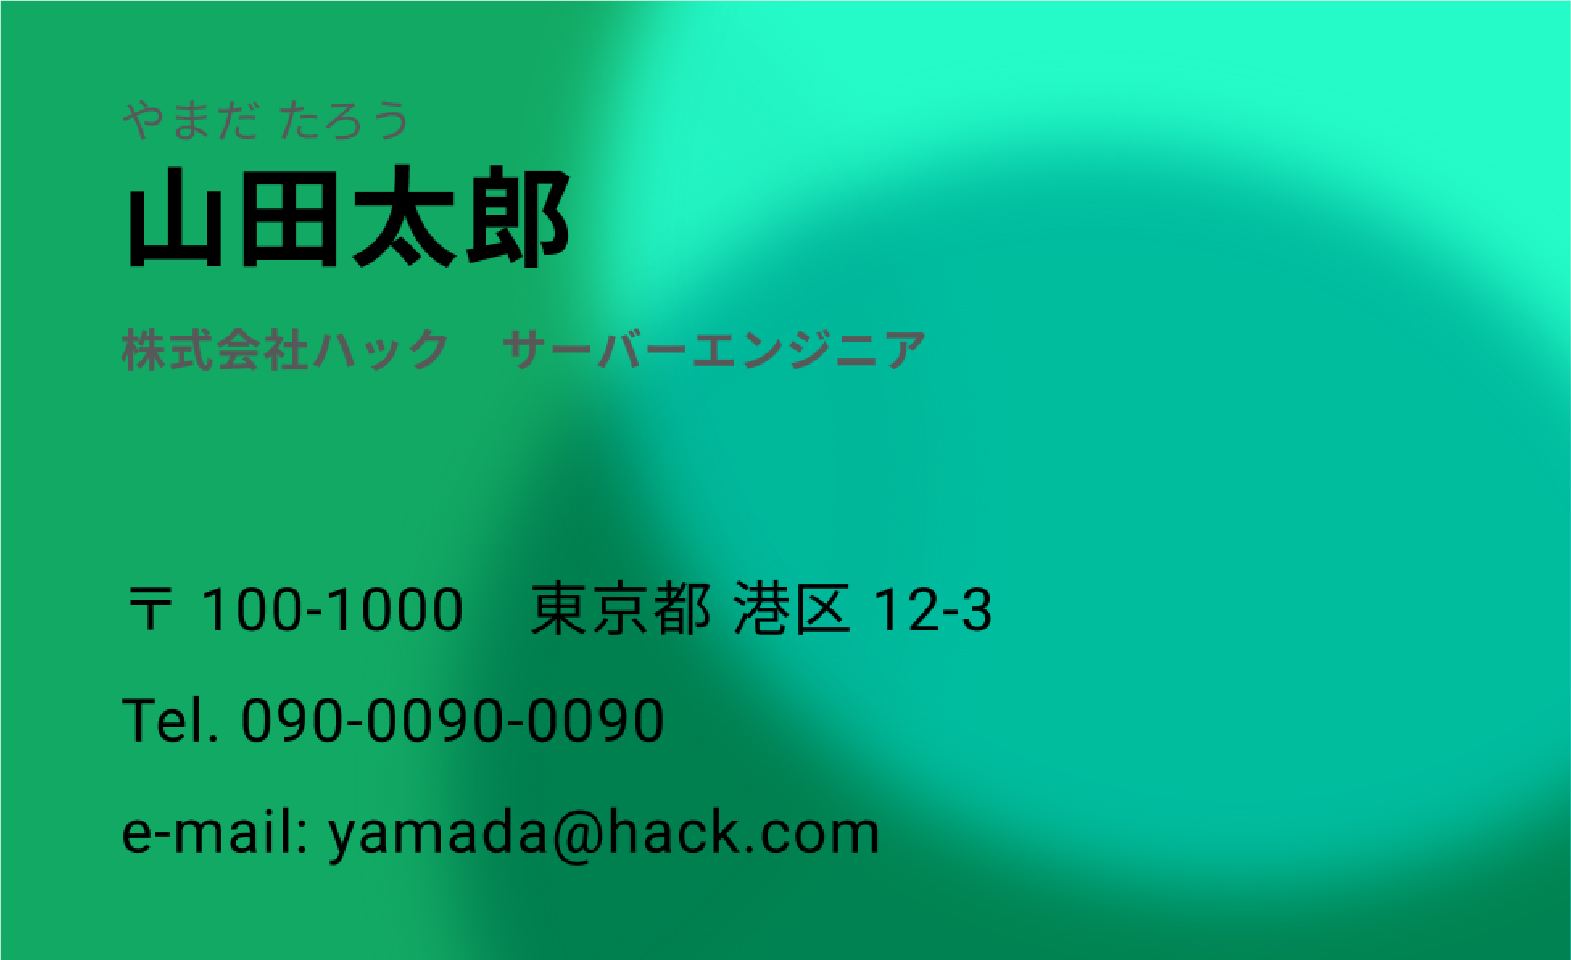 やまだ たろう
山田太郎
株式会社ハック　サーバーエンジニア
〒 100-1000　東京都 港区 12-3
Tel. 090-0090-0090
e-mail: yamada@hack.com